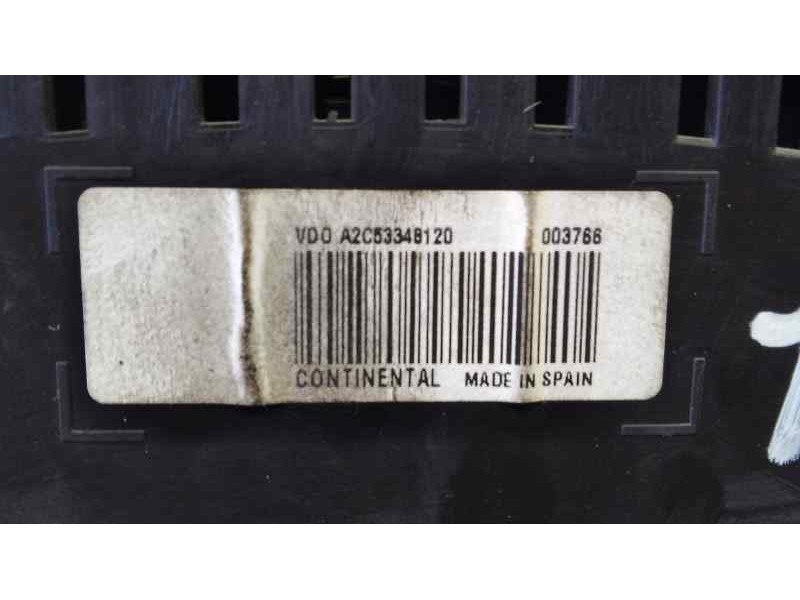 VDO A2C53348120 003766
CONTINENTAL MADE IN SPAIN